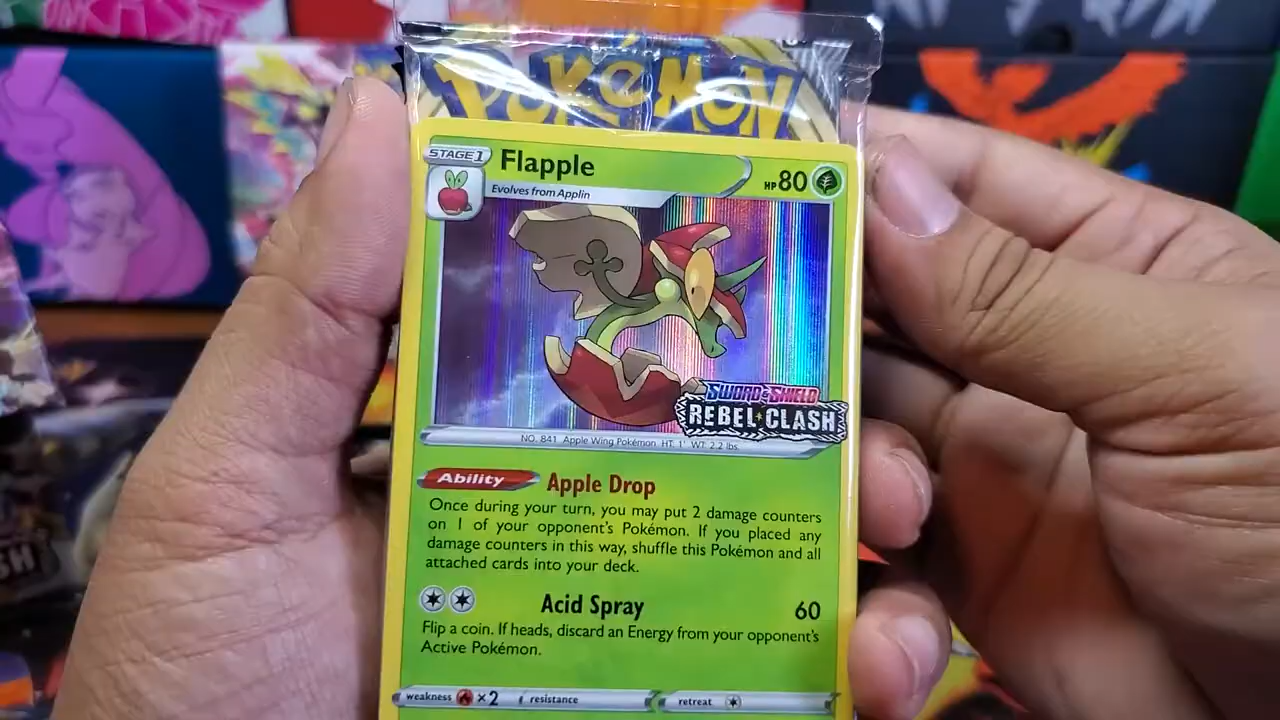 POKéMON
STAGE 1
Flapple
HP 80
Evolves from Applin
SWORD & SHIELD
REBEL CLASH
NO. 841 Apple Wing Pokémon HT. 1' WT. 2.2 lbs.
Ability Apple Drop
Once during your turn, you may put 2 damage counters
on 1 of your opponent's Pokémon. If you placed any
damage counters in this way, shuffle this Pokémon and all
attached cards into your deck.
Acid Spray 60
Flip a coin. If heads, discard an Energy from your opponent's
Active Pokémon.
weakness ×2 resistance retreat